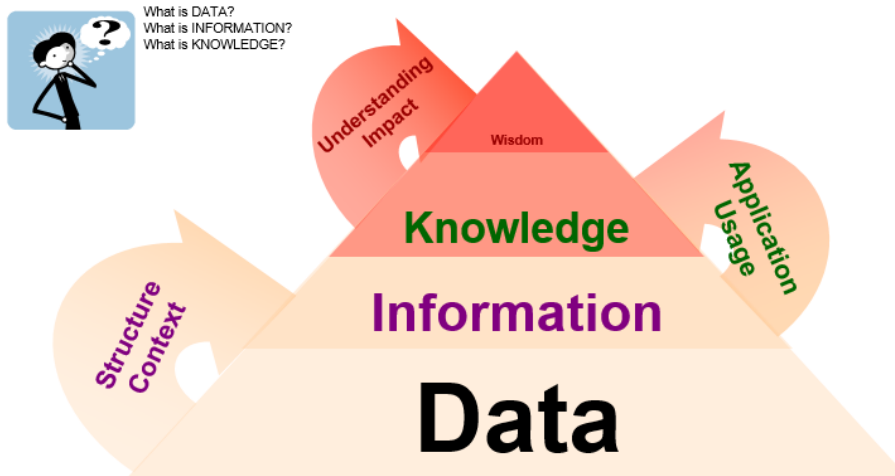 What is DATA?
What is INFORMATION?
What is KNOWLEDGE?
?
Understanding
Impact
Wisdom
Application
Usage
Knowledge
Structure
Context
Information
Data